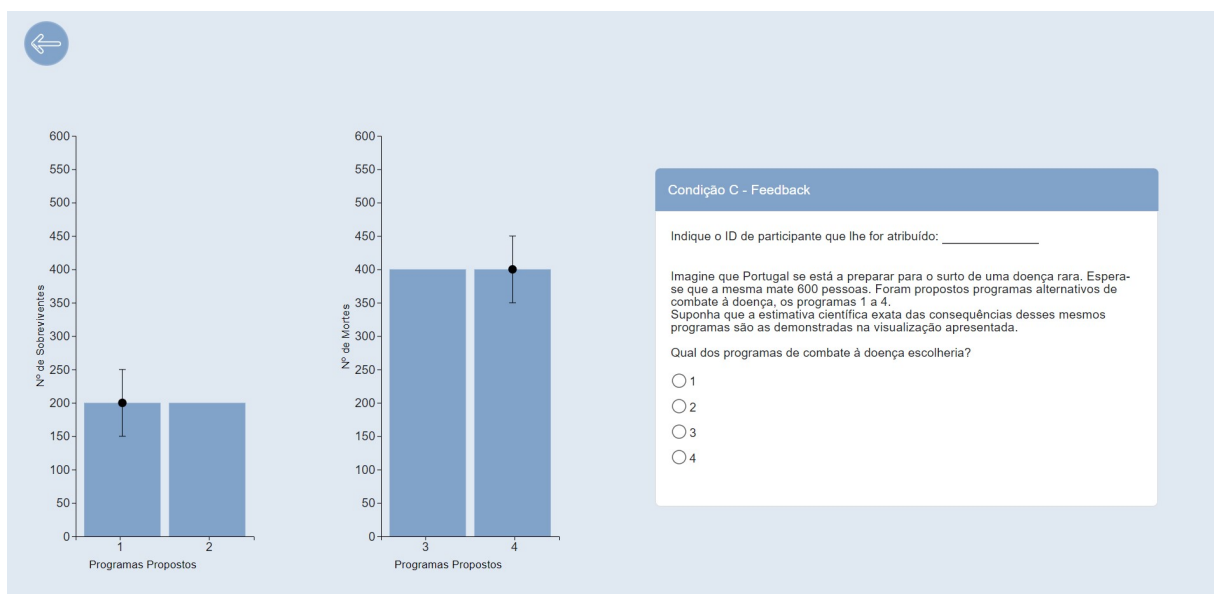 600
550
500
450
400
350
300
250
200
150
100
50
0
Nº de Sobreviventes
1 2
Programas Propostos
600
550
500
450
400
350
300
250
200
150
100
50
0
Nº de Mortes
3 4
Programas Propostos
Condição C - Feedback
Indique o ID de participante que lhe for atribuído: _______________
Imagine que Portugal se está a preparar para o surto de uma doença rara. Espera-
se que a mesma mate 600 pessoas. Foram propostos programas alternativos de
combate à doença, os programas 1 a 4.
Suponha que a estimativa científica exata das consequências desses mesmos
programas são as demonstradas na visualização apresentada.
Qual dos programas de combate à doença escolheria?
1
2
3
4